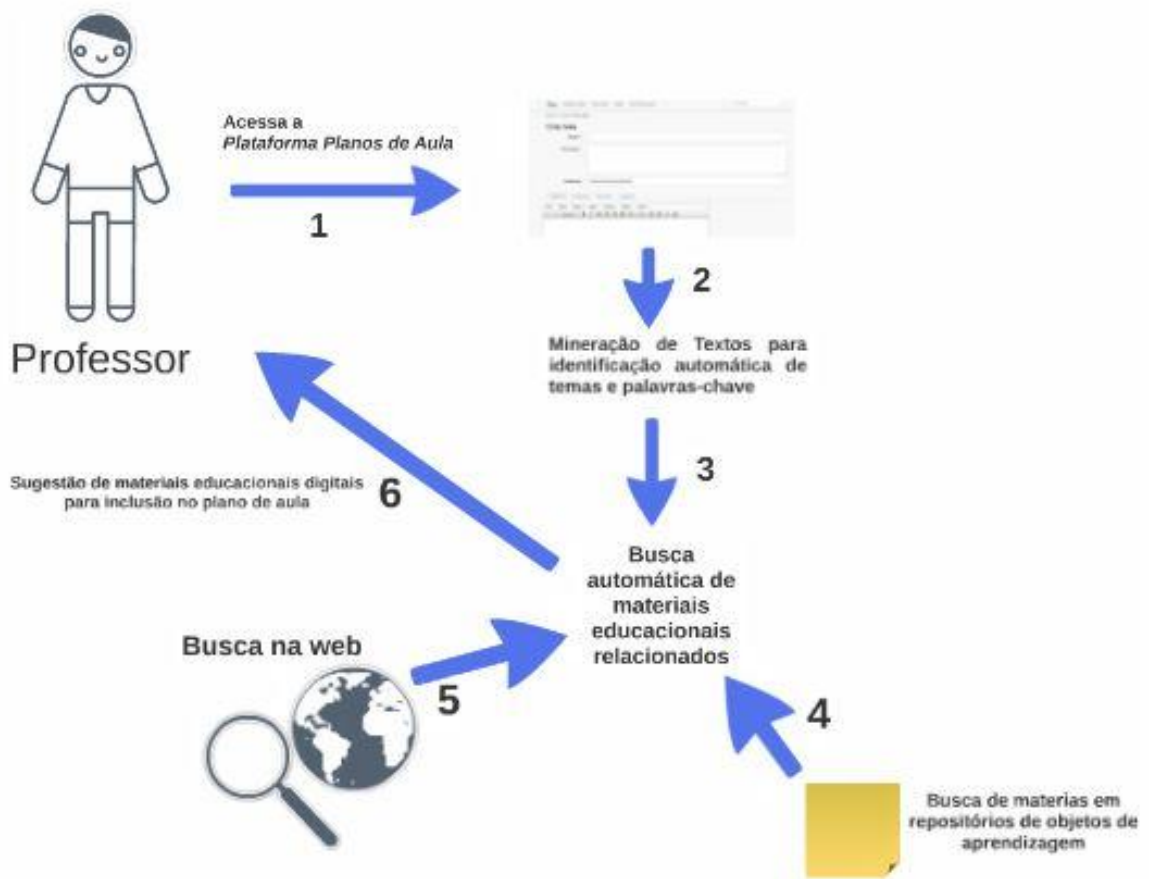 Acessa a
Plataforma Planos de Aula
1
2
Mineração de Textos para
identificação automática de
temas e palavras-chave
Professor
3
Sugestão de materiais educacionais digitais
para inclusão no plano de aula
6
Busca
automática de
materiais
educacionais
relacionados
Busca na web
5
4
Busca de materias em
repositórios de objetos de
aprendizagem